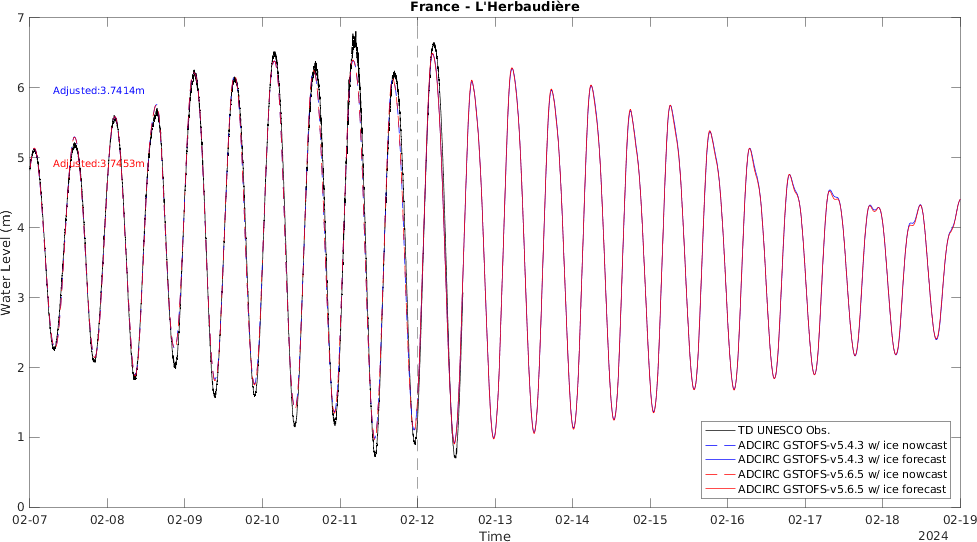 France - L'Herbaudière
7
6
5
4
3
2
1
0
Water Level (m)
Adjusted:3.7414m
Adjusted:3.7453m
TD UNESCO Obs.
ADCIRC GSTOFS-v5.4.3 w/ ice nowcast
ADCIRC GSTOFS-v5.4.3 w/ ice forecast
ADCIRC GSTOFS-v5.6.5 w/ ice nowcast
ADCIRC GSTOFS-v5.6.5 w/ ice forecast
02-07 02-08 02-09 02-10 02-11 02-12 02-13 02-14 02-15 02-16 02-17 02-18 02-19
Time
2024